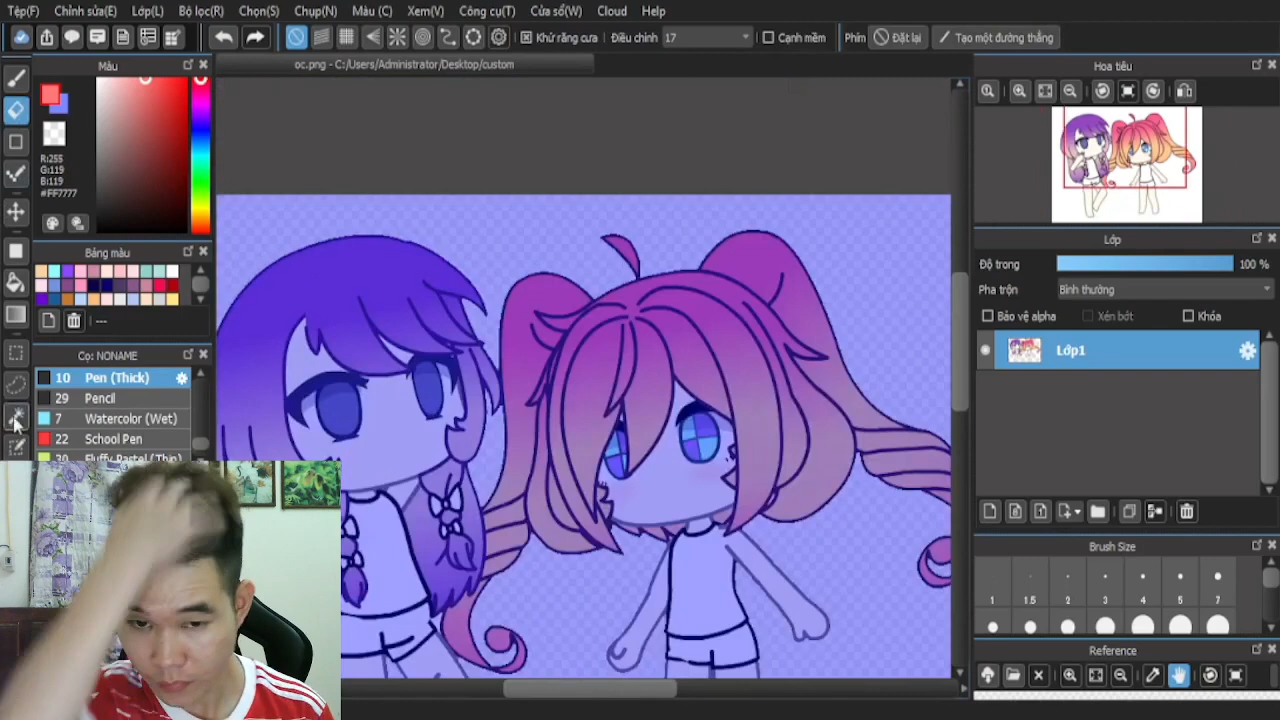 Tệp(F) Chỉnh sửa(E) Lớp(L) Bộ lọc(R) Chọn(S) Chụp(N) Màu (C) Xem(V) Công cụ(T) Cửa sổ(W) Cloud Help
Khử răng cưa Điều chỉnh 17 Cạnh mềm Phím Đặt lại Tạo một đường thẳng
Màu
oc.png - C:/Users/Administrator/Desktop/custom
Hoa tiêu
R:255
G:119
B:119
#FF7777
Bảng màu
---
Cọ: NONAME
10 Pen (Thick)
29 Pencil
7 Watercolor (Wet)
22 School Pen
30 Fluffy Pastel (Thin)
Lớp
Độ trong 100 %
Pha trộn Bình thường
Bảo vệ alpha Xén bớt Khóa
Lớp1
Brush Size
1 1.5 2 3 4 5 7
Reference